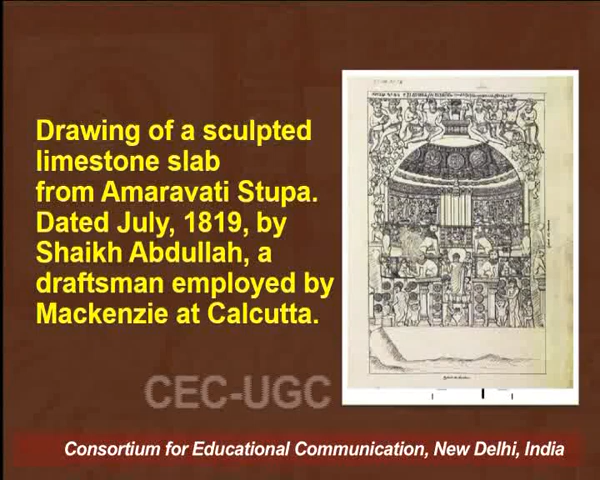 Drawing of a sculpted
limestone slab
from Amaravati Stupa.
Dated July, 1819, by
Shaikh Abdullah, a
draftsman employed by
Mackenzie at Calcutta.
CEC-UGC
Consortium for Educational Communication, New Delhi, India